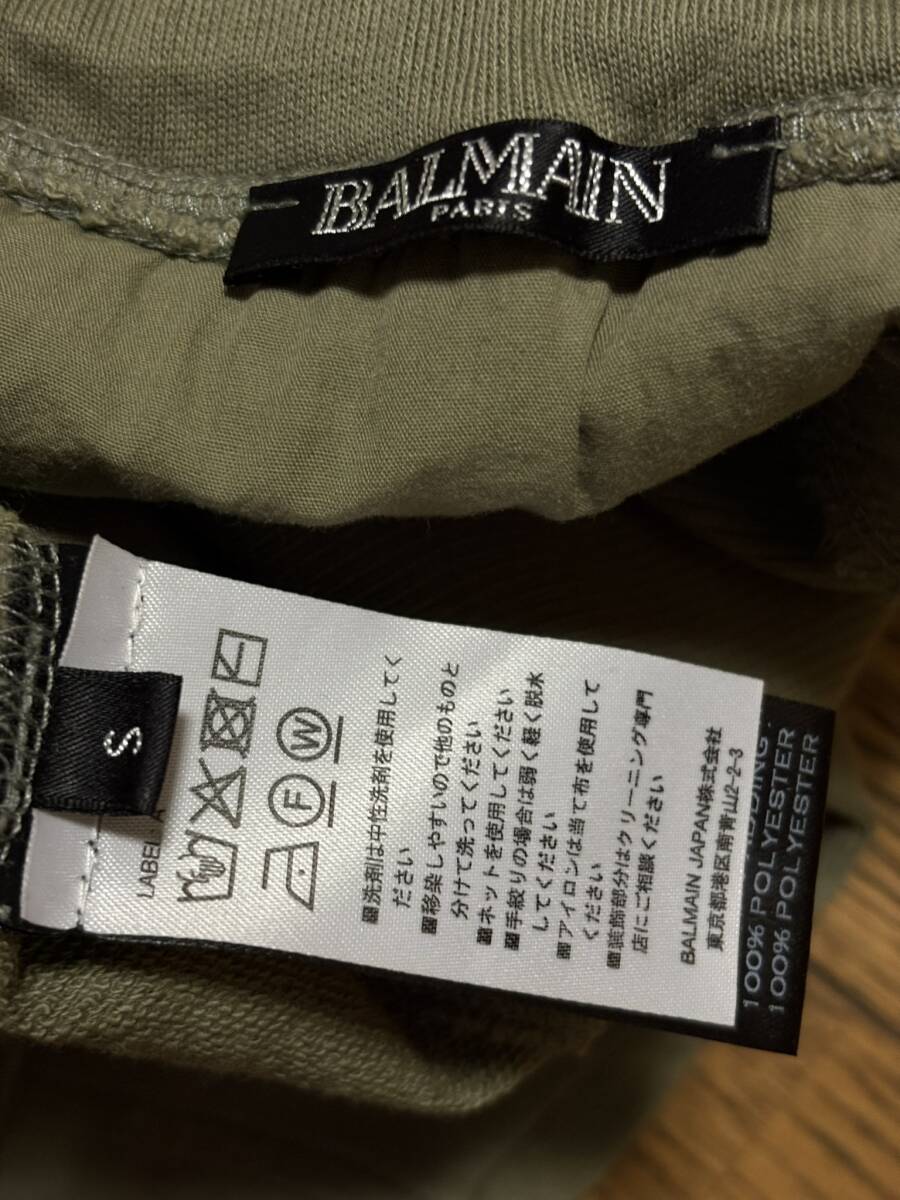 BALMAIN
PARIS
S
LABEL A
F
W
洗剤は中性洗剤を使用してく
ださい
移染しやすいので他のものと
分けて洗ってください
ネットを使用してください
手絞りの場合は弱く軽く脱水
してください
アイロンは当て布を使用して
ください
装飾部分はクリーニング専門
店にご相談ください
BALMAIN JAPAN株式会社
東京都港区南青山2-2-3
100% POLYESTER
100% POLYESTER